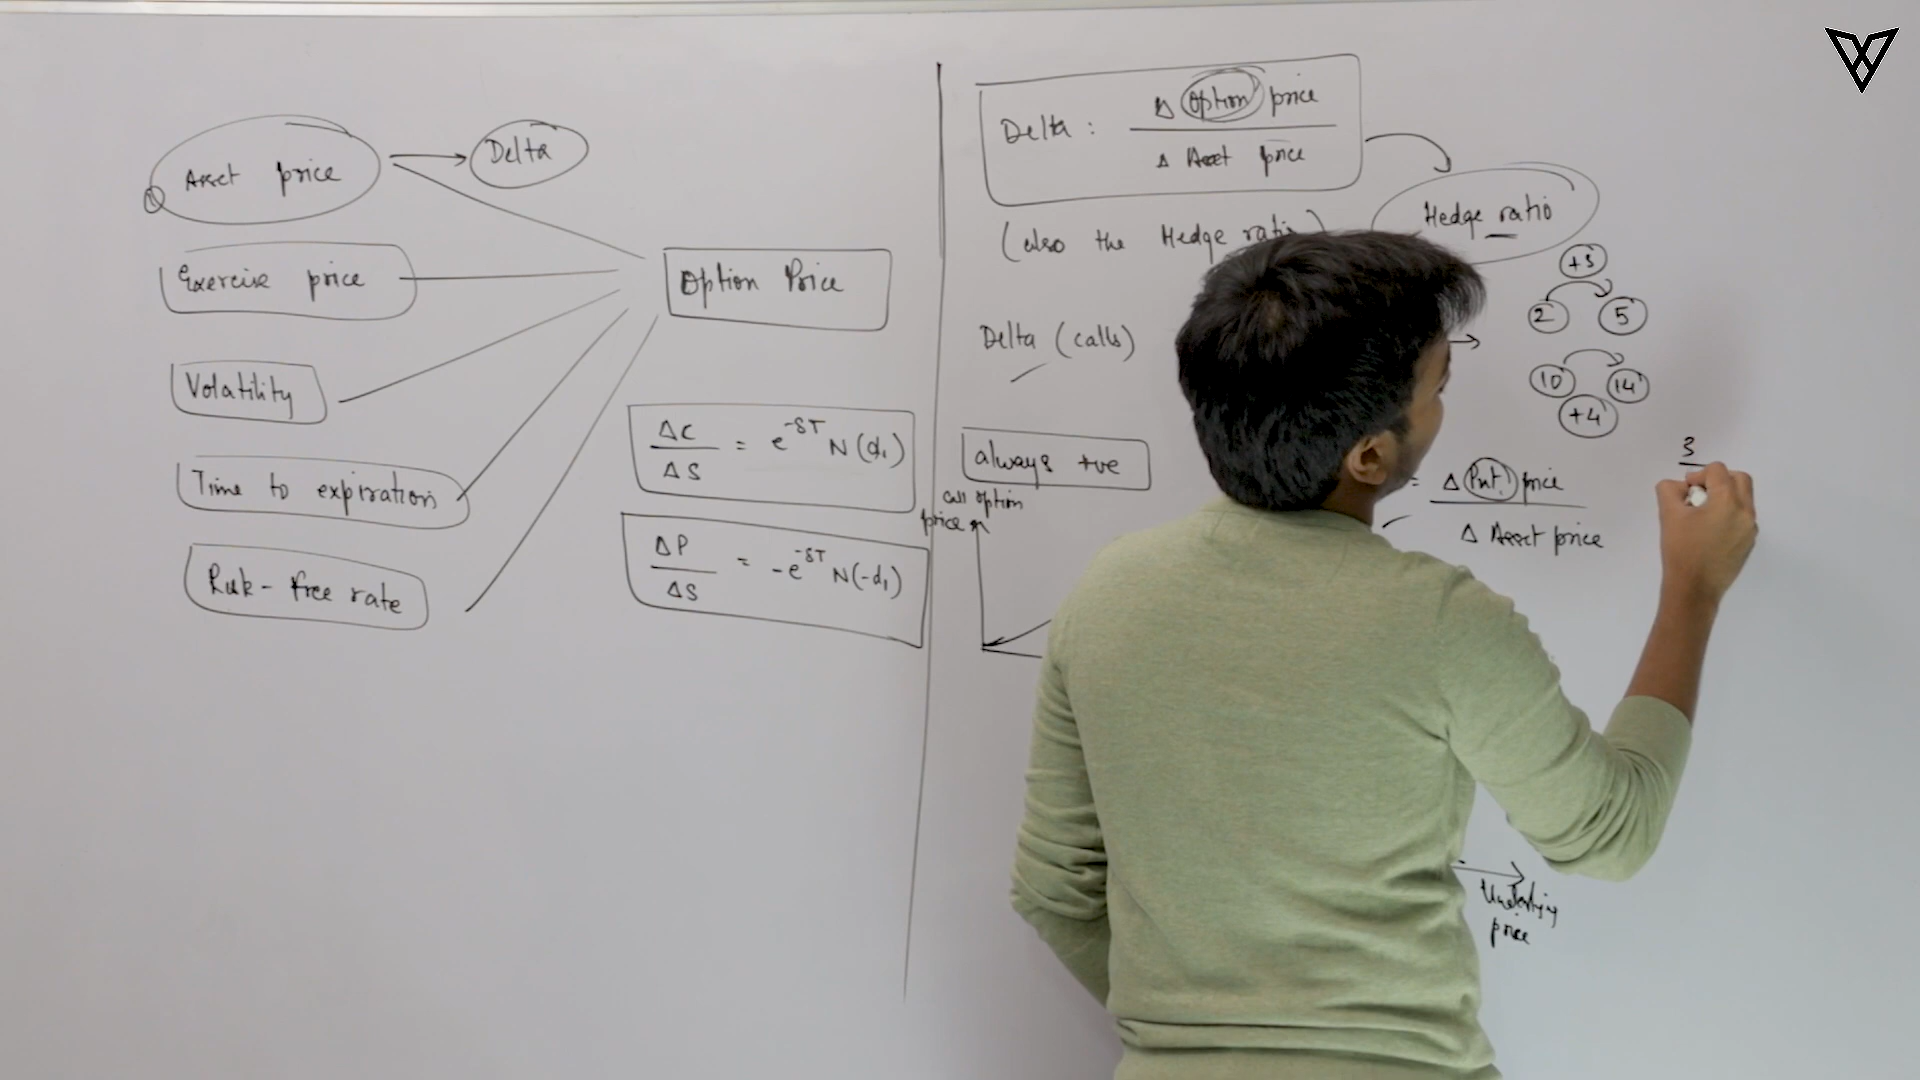 Asset price
Delta
1
Exercise price
Option Price
Volatility
Time to expiration
Risk-free rate
ΔC / ΔS = e^-δT N(d₁)
ΔP / ΔS = -e^-δT N(-d₁)
Delta : Δ Option price / Δ Asset price
(also the Hedge ratio)
Hedge ratio
+3
2 5
10 14
+4
Delta (calls)
always +ve
call option
price
= Δ Put price / Δ Asset price
3
Underlying
price